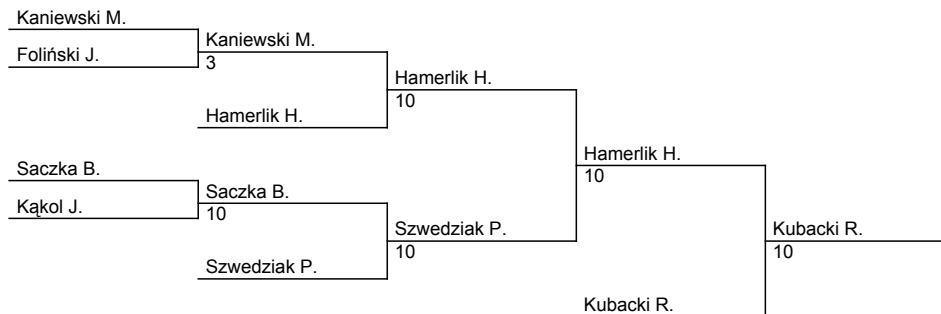 Kaniewski M.
Foliński J.
Kaniewski M.
3
Hamerlik H.
Hamerlik H.
10
Saczka B.
Kąkol J.
Saczka B.
10
Szwedziak P.
Szwedziak P.
10
Hamerlik H.
10
Kubacki R.
Kubacki R.
10